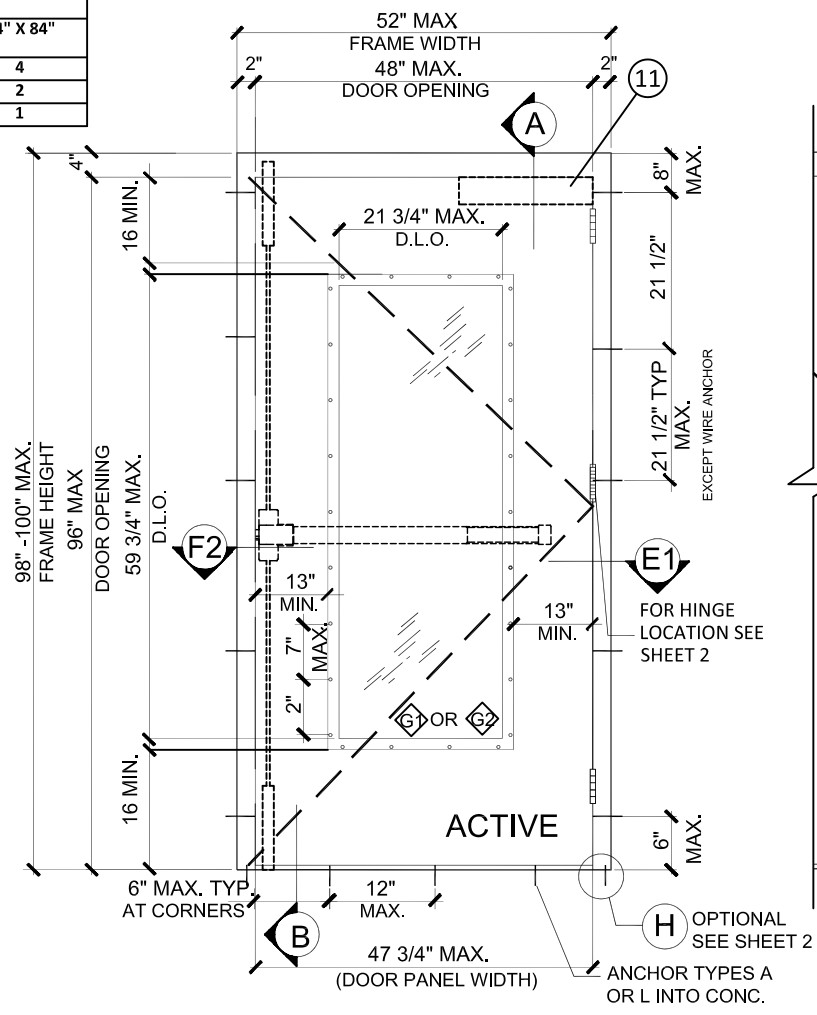 4" X 84"
4
2
1
52" MAX
FRAME WIDTH
2"
48" MAX.
2"
DOOR OPENING
11
A
4"
8"
MAX.
16 MIN.
21 3/4" MAX.
D.L.O.
21 1/2"
21 1/2" TYP
MAX.
EXCEPT WIRE ANCHOR
98" -100" MAX.
FRAME HEIGHT
96" MAX
DOOR OPENING
59 3/4" MAX.
D.L.O.
F2
E1
13"
MIN.
13"
MIN.
FOR HINGE
LOCATION SEE
SHEET 2
7"
MAX.
2"
G1 OR G2
16 MIN.
ACTIVE
6"
MAX.
6" MAX. TYP.
AT CORNERS
12"
MAX.
B
H
OPTIONAL
SEE SHEET 2
47 3/4" MAX.
(DOOR PANEL WIDTH)
ANCHOR TYPES A
OR L INTO CONC.